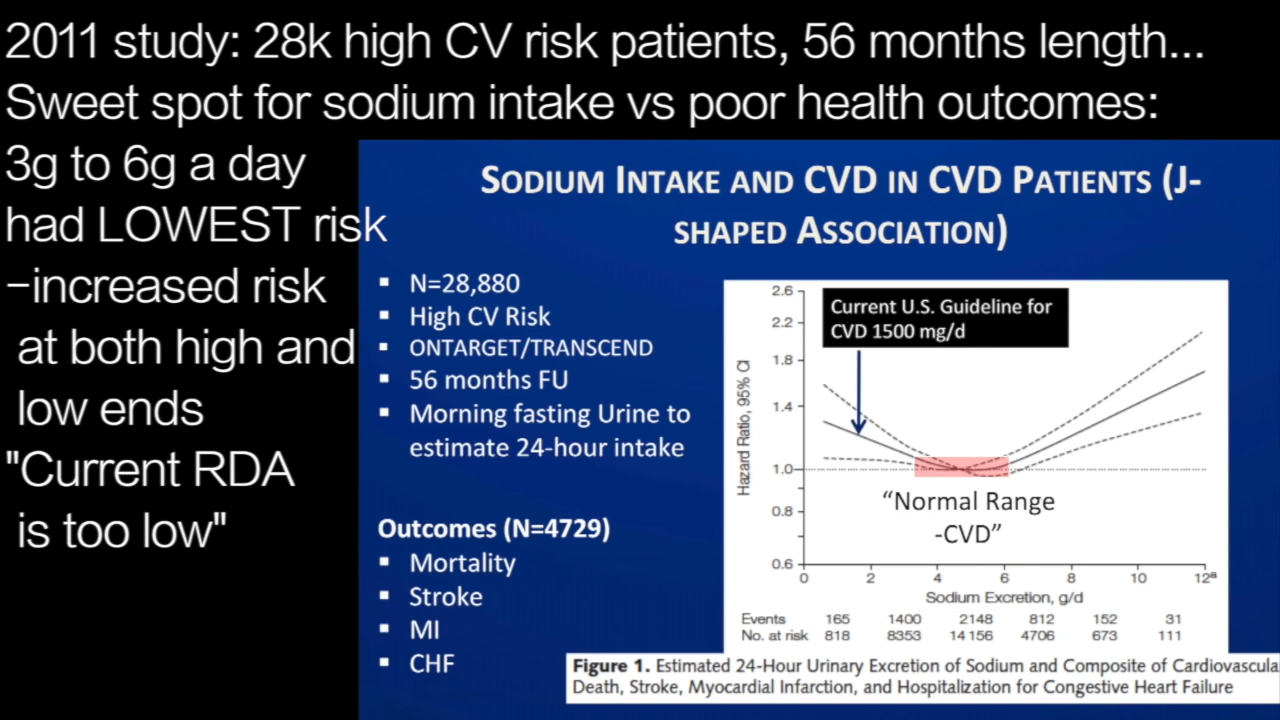 2011 study: 28k high CV risk patients, 56 months length...
Sweet spot for sodium intake vs poor health outcomes:
3g to 6g a day
had LOWEST risk
-increased risk
at both high and
low ends
"Current RDA
is too low"
SODIUM INTAKE AND CVD IN CVD PATIENTS (J-
SHAPED ASSOCIATION)
▪ N=28,880
▪ High CV Risk
▪ ONTARGET/TRANSCEND
▪ 56 months FU
▪ Morning fasting Urine to
estimate 24-hour intake
Outcomes (N=4729)
▪ Mortality
▪ Stroke
▪ MI
▪ CHF
Current U.S. Guideline for
CVD 1500 mg/d
Hazard Ratio, 95% CI
2.6
2.2
1.8
1.4
1.0
0.8
0.6
"Normal Range
-CVD"
0 2 4 6 8 10 12ª
Sodium Excretion, g/d
Events 165 1400 2148 812 152 31
No. at risk 818 8353 14156 4706 673 111
Figure 1. Estimated 24-Hour Urinary Excretion of Sodium and Composite of Cardiovascula
Death, Stroke, Myocardial Infarction, and Hospitalization for Congestive Heart Failure